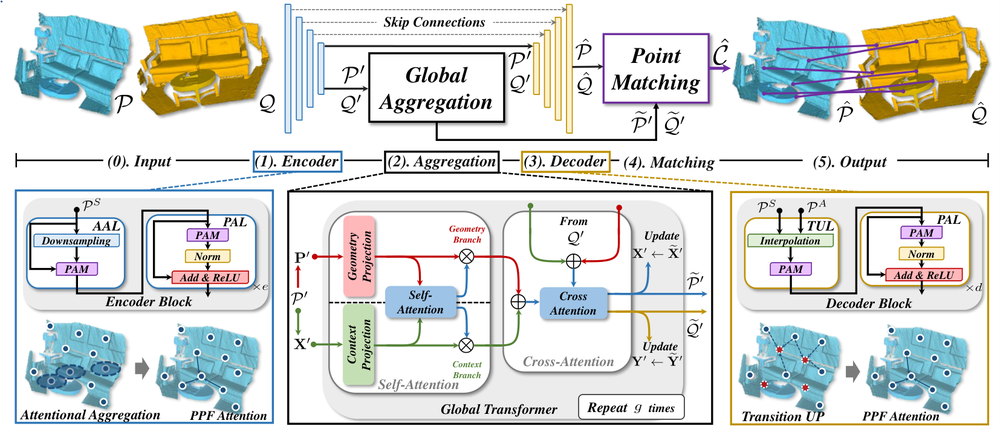 Skip Connections
P
Q
P′
Q′
Global
Aggregation
P′
Q′
P̂
Q̂
Point
Matching
Ĉ
P̂
Q̂
P̃′ Q̃′
(0). Input
(1). Encoder
(2). Aggregation
(3). Decoder
(4). Matching
(5). Output
P^S
AAL
Downsampling
PAM
PAL
PAM
Norm
Add & ReLU
×e
Encoder Block
Attentional Aggregation
PPF Attention
P′
P′
X′
Geometry
Projection
Context
Projection
Self-
Attention
Geometry
Branch
Context
Branch
Self-Attention
From
Q′
Cross
Attention
Cross-Attention
Update
X′ ← X̃′
P̃′
Q̃′
Update
Y′ ← Ỹ′
Global Transformer
Repeat g times
P^S
P^A
TUL
Interpolation
PAM
PAL
PAM
Norm
Add & ReLU
×d
Decoder Block
Transition UP
PPF Attention